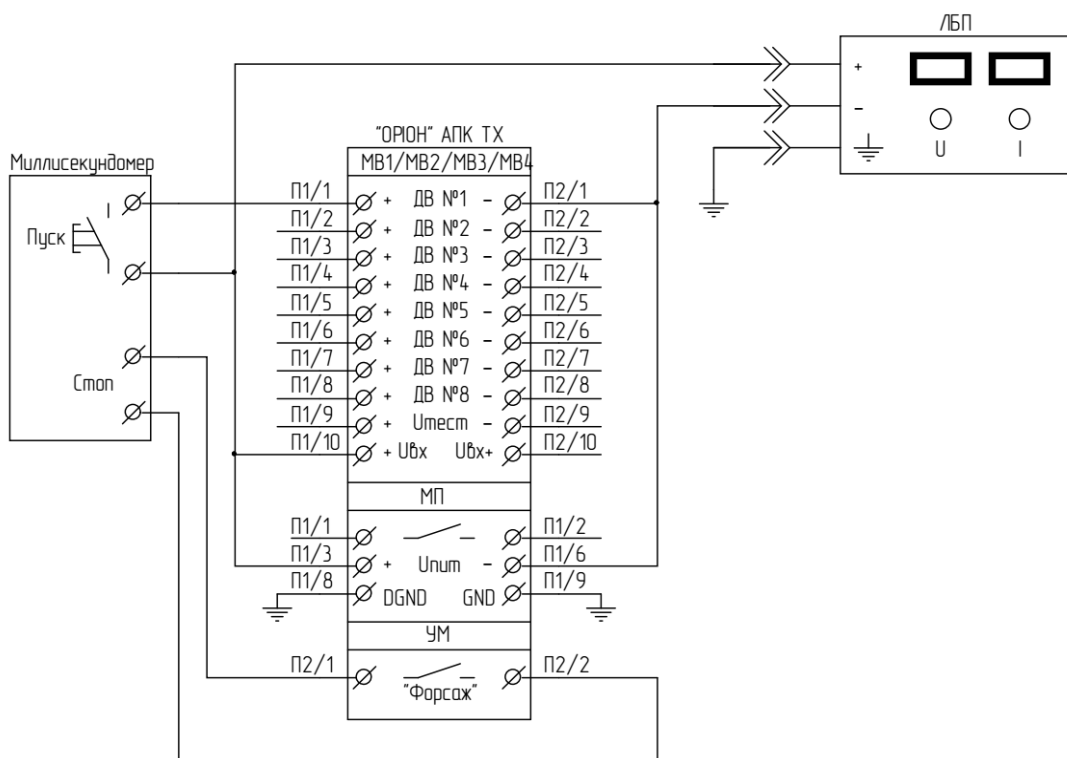 ЛБП
+
−
U I
"ОРІОН" АПК ТХ
МВ1/МВ2/МВ3/МВ4
Миллисекундомер
Пуск
Стоп
П1/1 + ДВ №1 − П2/1
П1/2 + ДВ №2 − П2/2
П1/3 + ДВ №3 − П2/3
П1/4 + ДВ №4 − П2/4
П1/5 + ДВ №5 − П2/5
П1/6 + ДВ №6 − П2/6
П1/7 + ДВ №7 − П2/7
П1/8 + ДВ №8 − П2/8
П1/9 + Uтест − П2/9
П1/10 + Uвх Uвх+ П2/10
МП
П1/1 П1/2
П1/3 + Uпит − П1/6
П1/8 DGND GND П1/9
УМ
П2/1 П2/2
"Форсаж"